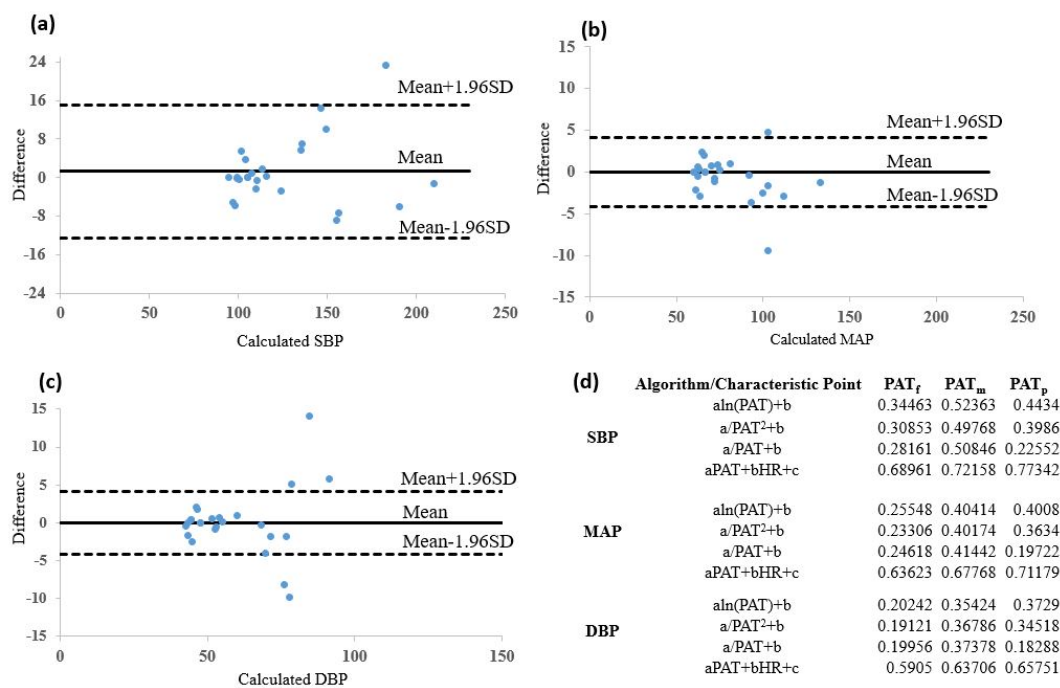 (a)
24
16
8
0
-8
-16
-24
Difference
Mean+1.96SD
Mean
Mean-1.96SD
0 50 100 150 200 250
Calculated SBP
(b)
15
10
5
0
-5
-10
-15
Difference
Mean+1.96SD
Mean
Mean-1.96SD
0 50 100 150 200 250
Calculated MAP
(c)
15
10
5
0
-5
-10
-15
Difference
Mean+1.96SD
Mean
Mean-1.96SD
0 50 100 150
Calculated DBP
(d) Algorithm/Characteristic Point PATf PATm PATp
SBP
aln(PAT)+b 0.34463 0.52363 0.4434
a/PAT²+b 0.30853 0.49768 0.3986
a/PAT+b 0.28161 0.50846 0.22552
aPAT+bHR+c 0.68961 0.72158 0.77342
MAP
aln(PAT)+b 0.25548 0.40414 0.4008
a/PAT²+b 0.23306 0.40174 0.3634
a/PAT+b 0.24618 0.41442 0.19722
aPAT+bHR+c 0.63623 0.67768 0.71179
DBP
aln(PAT)+b 0.20242 0.35424 0.3729
a/PAT²+b 0.19121 0.36786 0.34518
a/PAT+b 0.19956 0.37378 0.18288
aPAT+bHR+c 0.5905 0.63706 0.65751